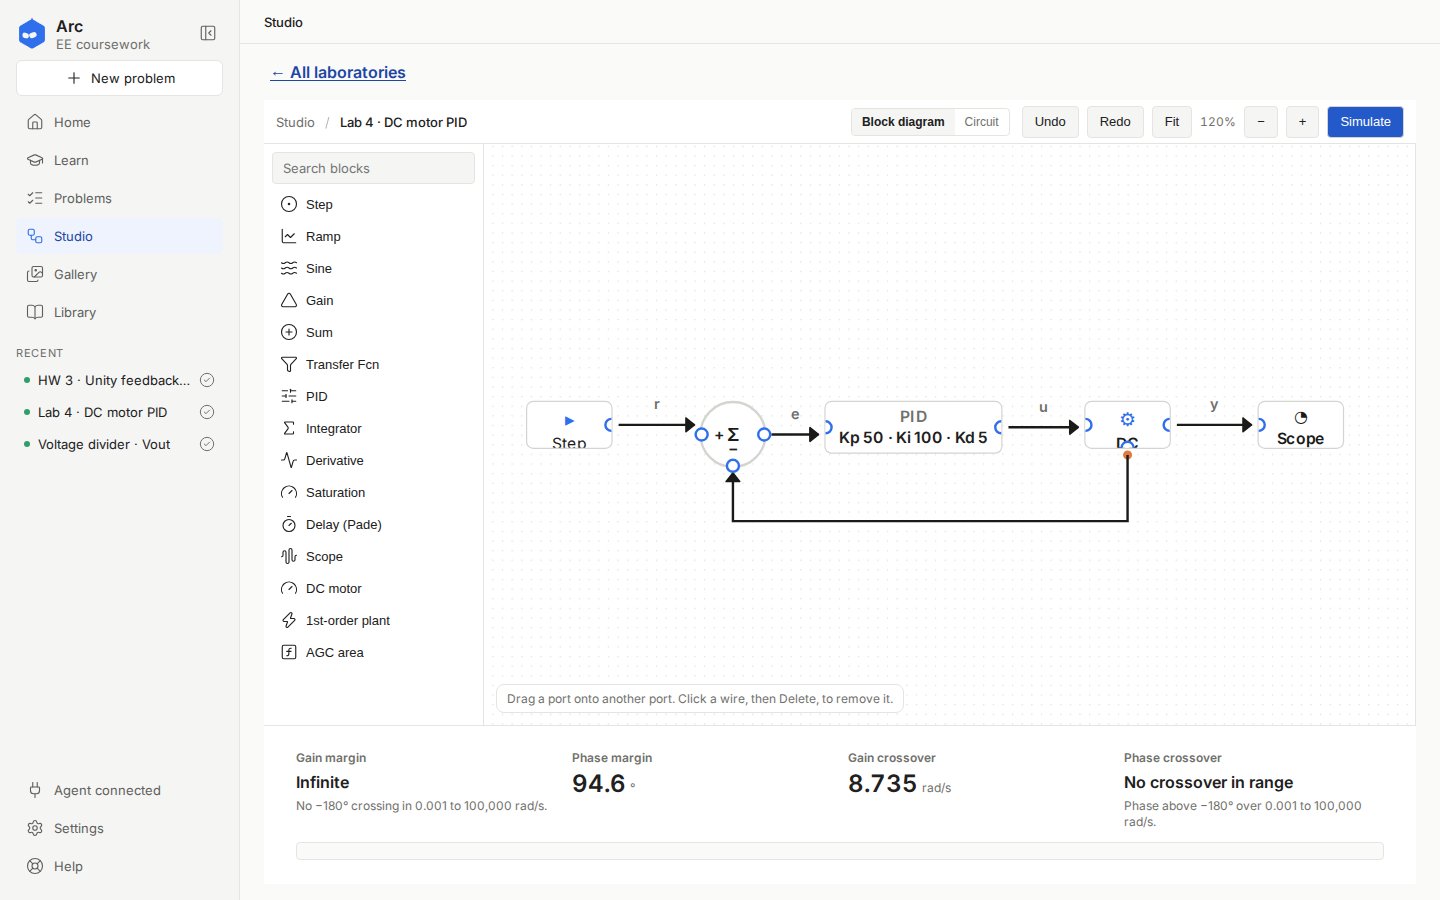 Arc
EE coursework
New problem
Home
Learn
Problems
Studio
Gallery
Library
RECENT
HW 3 · Unity feedback...
Lab 4 · DC motor PID
Voltage divider · Vout
Agent connected
Settings
Help
Studio
← All laboratories
Studio / Lab 4 · DC motor PID
Block diagram Circuit Undo Redo Fit 120% − + Simulate
Search blocks
Step
Ramp
Sine
Gain
Sum
Transfer Fcn
PID
Integrator
Derivative
Saturation
Delay (Pade)
Scope
DC motor
1st-order plant
AGC area
Step
r
+ Σ
−
e
PID
Kp 50 · Ki 100 · Kd 5
u
DC
y
Scope
Drag a port onto another port. Click a wire, then Delete, to remove it.
Gain margin
Infinite
No −180° crossing in 0.001 to 100,000 rad/s.
Phase margin
94.6 °
Gain crossover
8.735 rad/s
Phase crossover
No crossover in range
Phase above −180° over 0.001 to 100,000
rad/s.